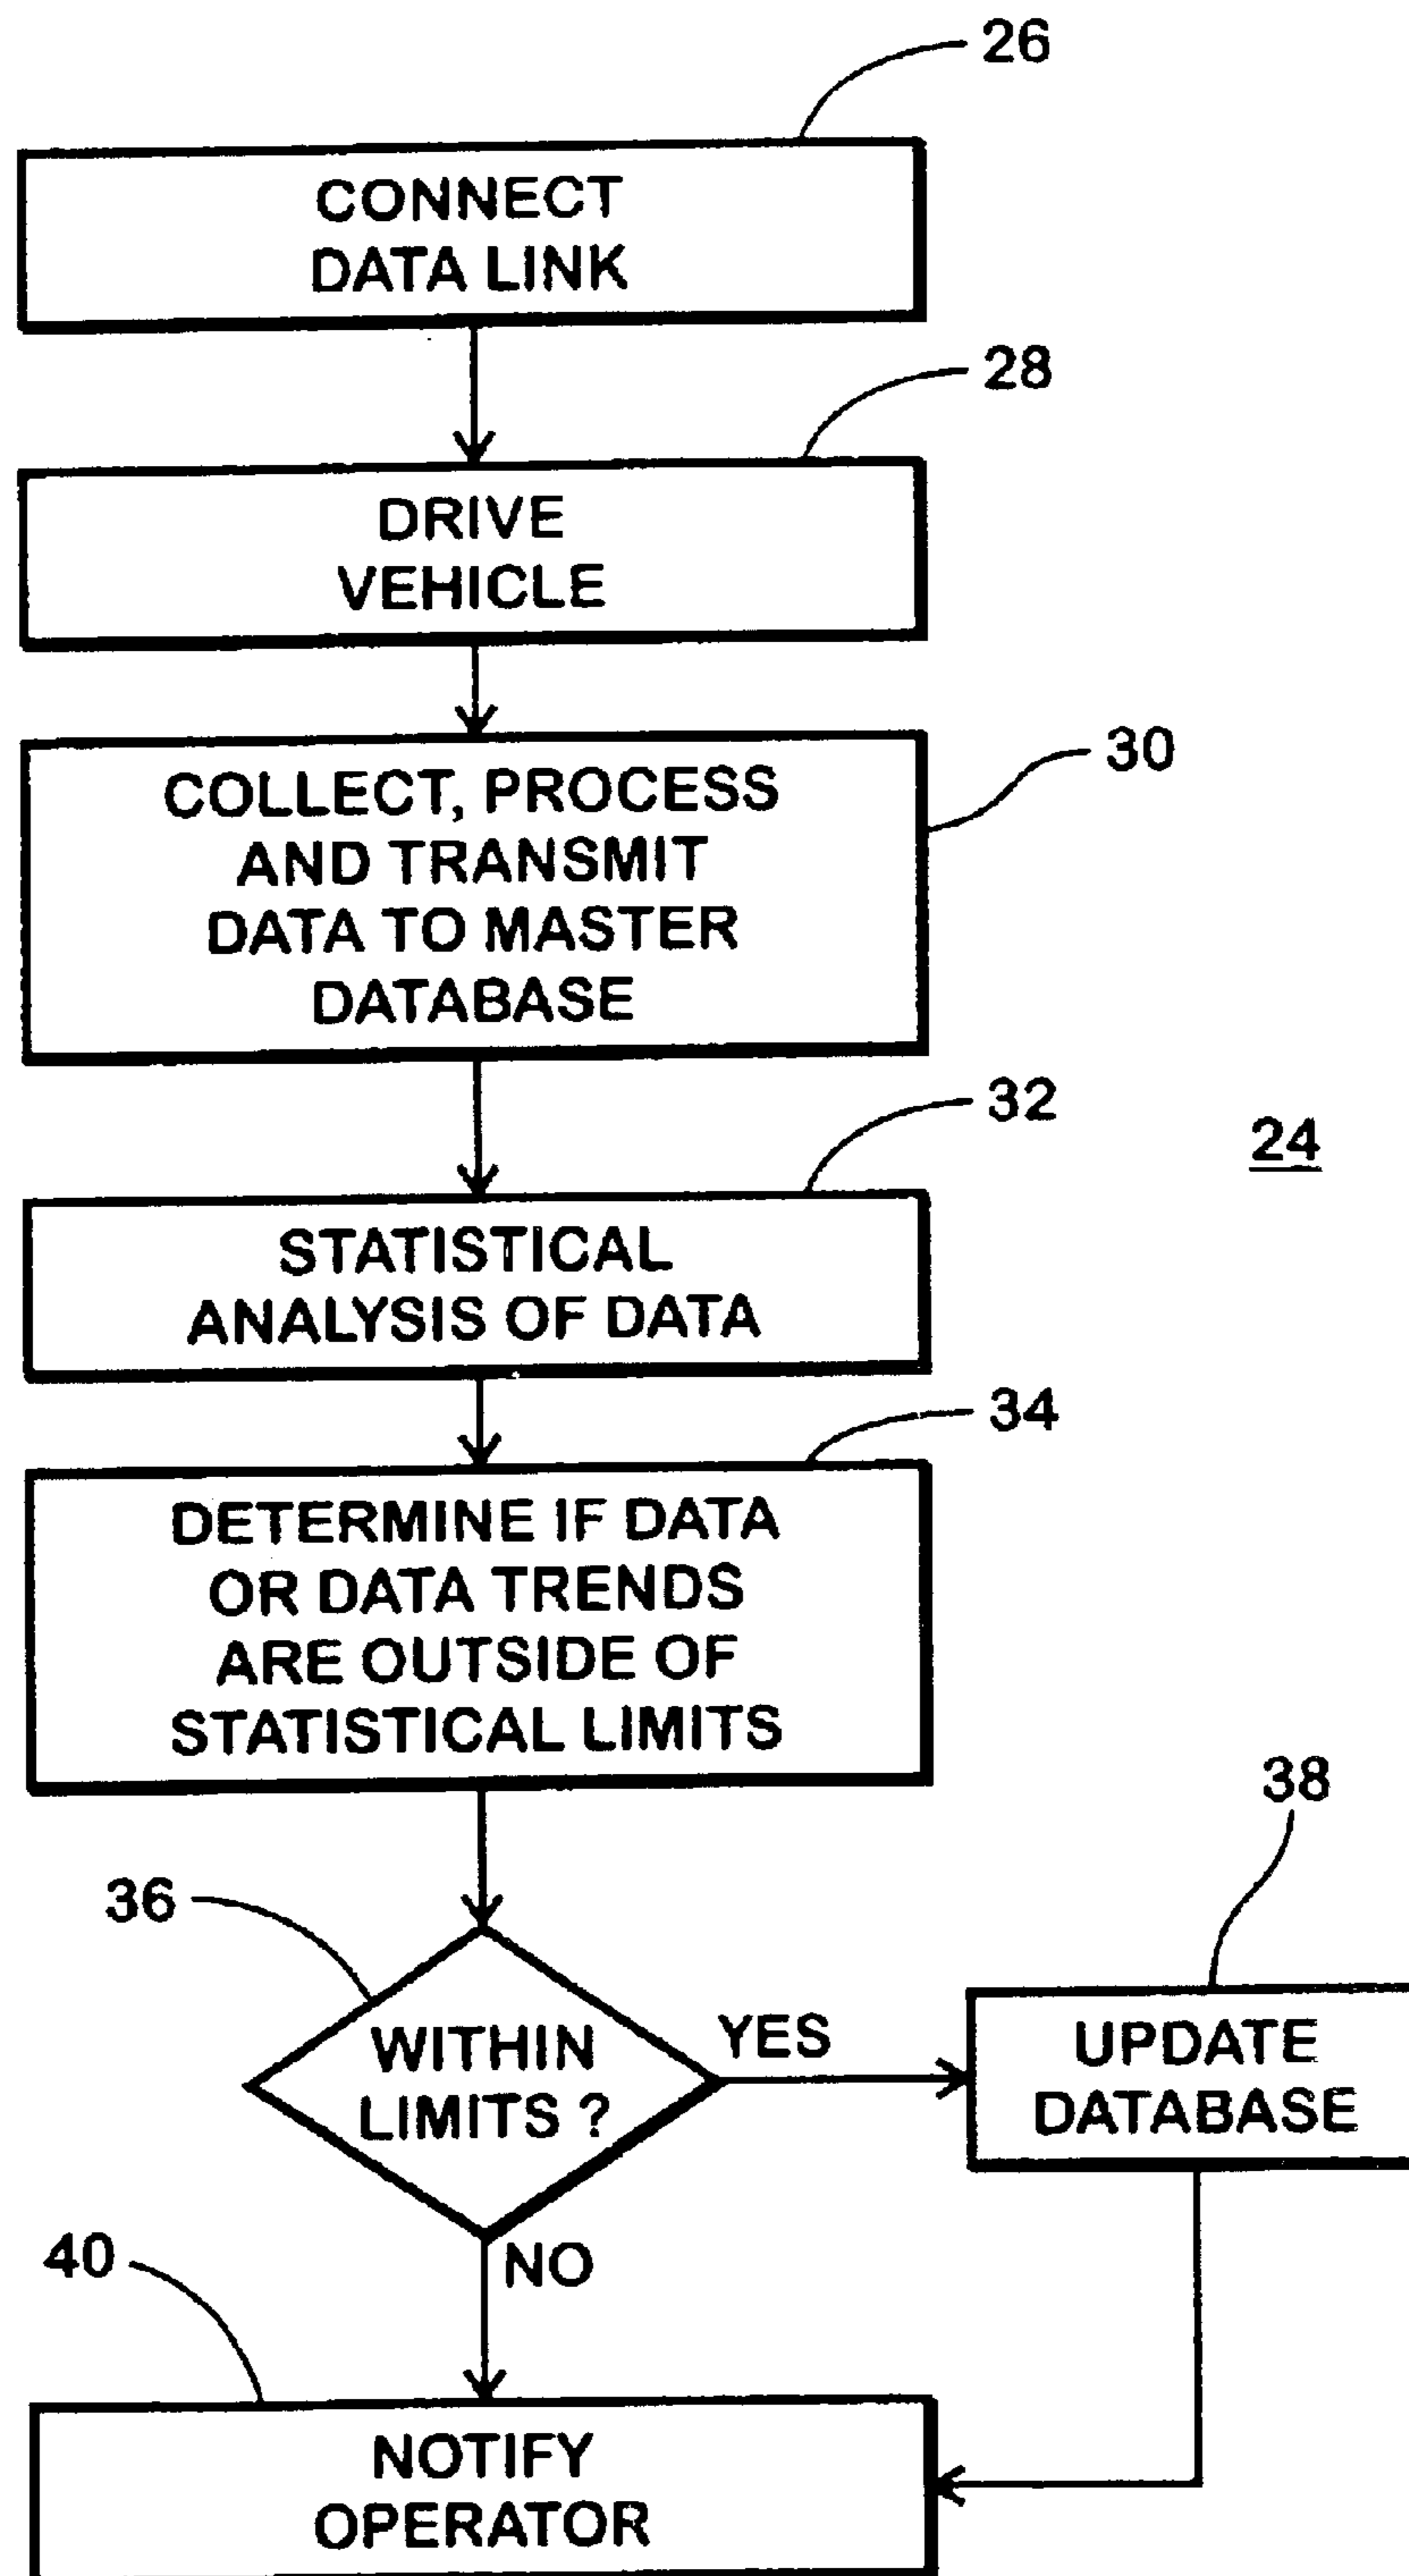 26
CONNECT
DATA LINK
28
DRIVE
VEHICLE
30
COLLECT, PROCESS
AND TRANSMIT
DATA TO MASTER
DATABASE
32
24
STATISTICAL
ANALYSIS OF DATA
34
DETERMINE IF DATA
OR DATA TRENDS
ARE OUTSIDE OF
STATISTICAL LIMITS
38
36
WITHIN
LIMITS ?
YES
UPDATE
DATABASE
NO
40
NOTIFY
OPERATOR